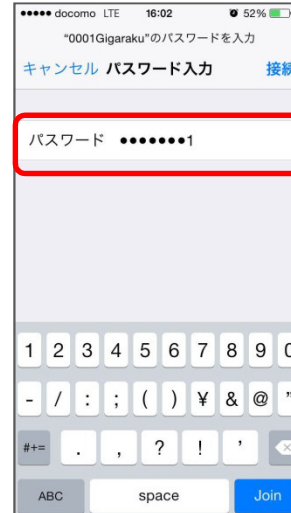 docomo LTE 16:02 52%
"0001Gigaraku"のパスワードを入力
キャンセル パスワード入力 接続
パスワード ●●●●●●●1
1 2 3 4 5 6 7 8 9 0
- / : ; ( ) ¥ & @ "
#+= . , ? ! '
ABC space Join